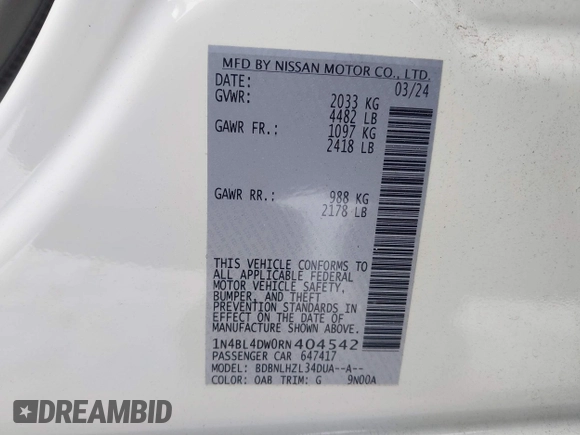 MFD BY NISSAN MOTOR CO., LTD.
DATE: 03/24
GVWR: 2033 KG
4482 LB
GAWR FR.: 1097 KG
2418 LB
GAWR RR.: 988 KG
2178 LB
THIS VEHICLE CONFORMS TO
ALL APPLICABLE FEDERAL
MOTOR VEHICLE SAFETY,
BUMPER, AND THEFT
PREVENTION STANDARDS IN
EFFECT ON THE DATE OF
MANUFACTURE SHOWN ABOVE.
1N4BL4DW0RN404542
PASSENGER CAR 647417
MODEL: BDBNLHZL34DUA--A--
COLOR: QAB TRIM: G 9N00A
DREAMBID